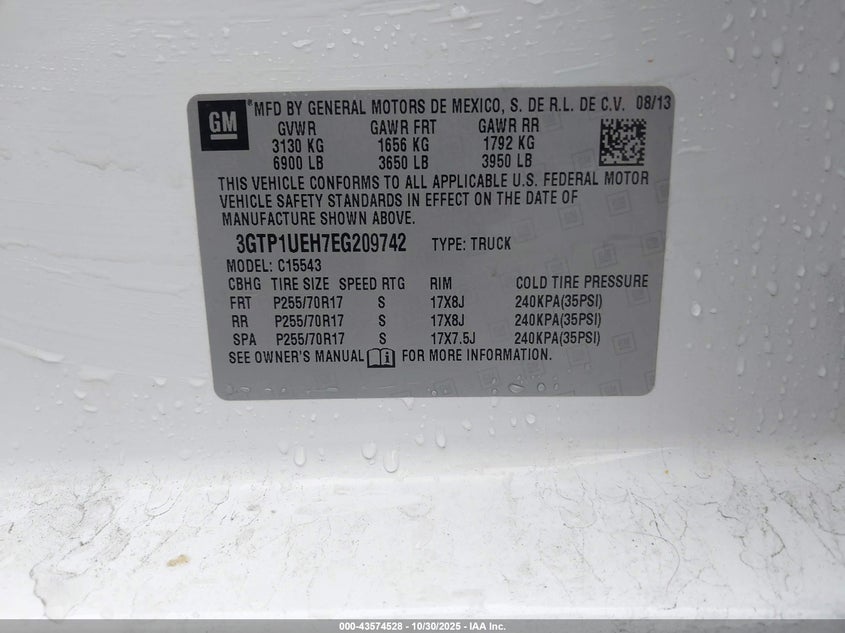 GM
® MFD BY GENERAL MOTORS DE MEXICO, S. DE R.L. DE C.V. 08/13
GVWR GAWR FRT GAWR RR
3130 KG 1656 KG 1792 KG
6900 LB 3650 LB 3950 LB
THIS VEHICLE CONFORMS TO ALL APPLICABLE U.S. FEDERAL MOTOR
VEHICLE SAFETY STANDARDS IN EFFECT ON THE DATE OF
MANUFACTURE SHOWN ABOVE.
3GTP1UEH7EG209742 TYPE: TRUCK
MODEL: C15543
CBHG TIRE SIZE SPEED RTG RIM COLD TIRE PRESSURE
FRT P255/70R17 S 17X8J 240KPA(35PSI)
RR P255/70R17 S 17X8J 240KPA(35PSI)
SPA P255/70R17 S 17X7.5J 240KPA(35PSI)
SEE OWNER'S MANUAL i FOR MORE INFORMATION.
000-43574528 - 10/30/2025 - IAA Inc.